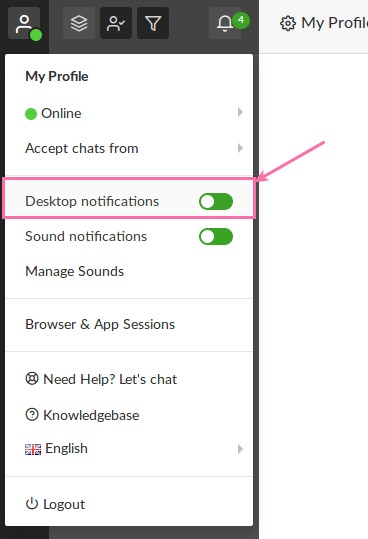 4
My Profile
My Profile
Online
Accept chats from
Desktop notifications
Sound notifications
Manage Sounds
Browser & App Sessions
Need Help? Let's chat
Knowledgebase
English
Logout